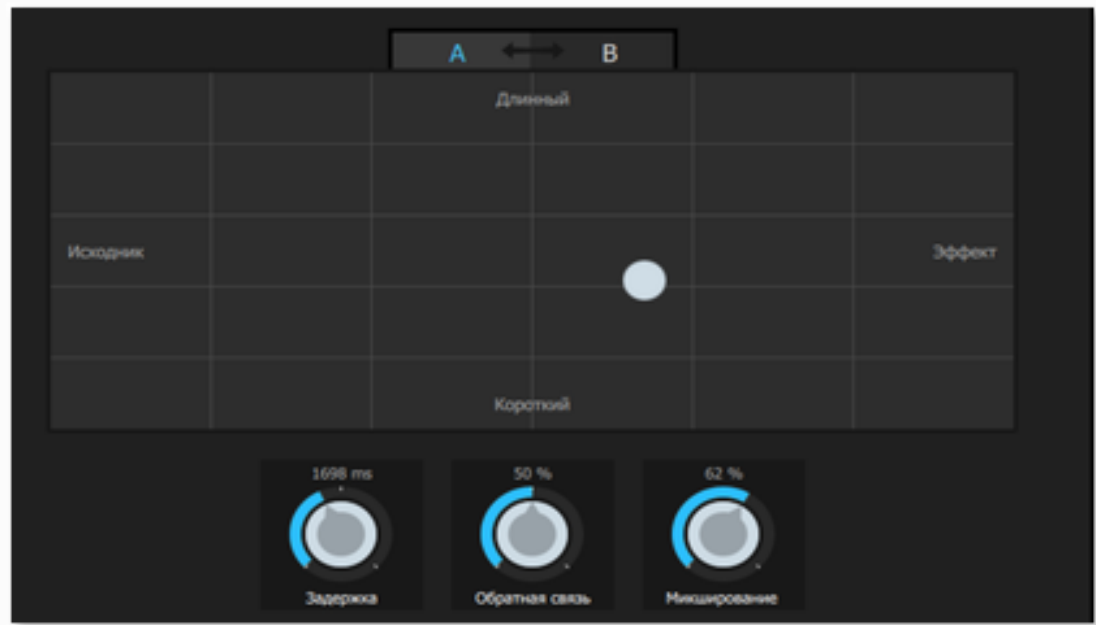 A B
Длинный
Исходник Эффект
Короткий
1698 ms 50 % 62 %
Задержка Обратная связь Микширование